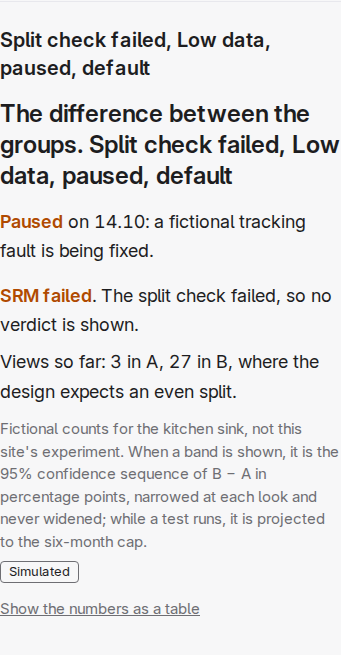 Split check failed, Low data,
paused, default
The difference between the
groups. Split check failed, Low
data, paused, default
Paused on 14.10: a fictional tracking
fault is being fixed.
SRM failed. The split check failed, so no
verdict is shown.
Views so far: 3 in A, 27 in B, where the
design expects an even split.
Fictional counts for the kitchen sink, not this
site's experiment. When a band is shown, it is the
95% confidence sequence of B − A in
percentage points, narrowed at each look and
never widened; while a test runs, it is projected
to the six-month cap.
Simulated
Show the numbers as a table